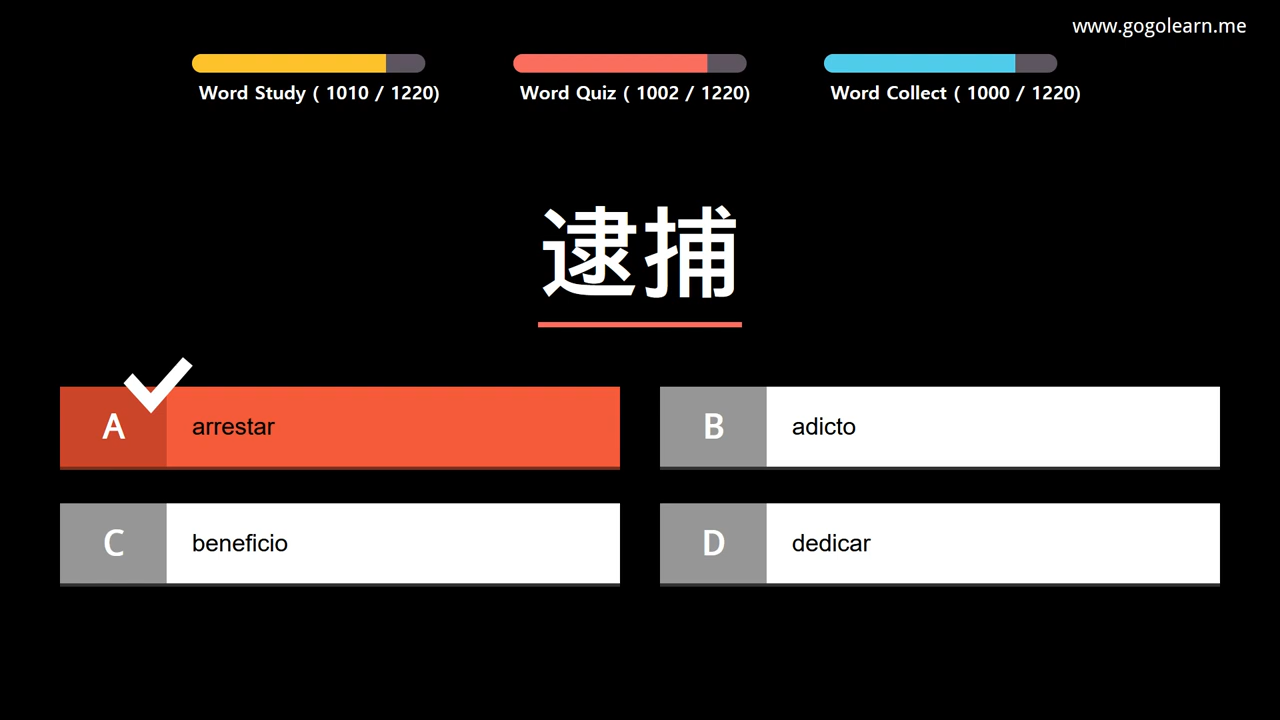 www.gogolearn.me
Word Study ( 1010 / 1220)
Word Quiz ( 1002 / 1220)
Word Collect ( 1000 / 1220)
逮捕
A arrestar
B adicto
C beneficio
D dedicar